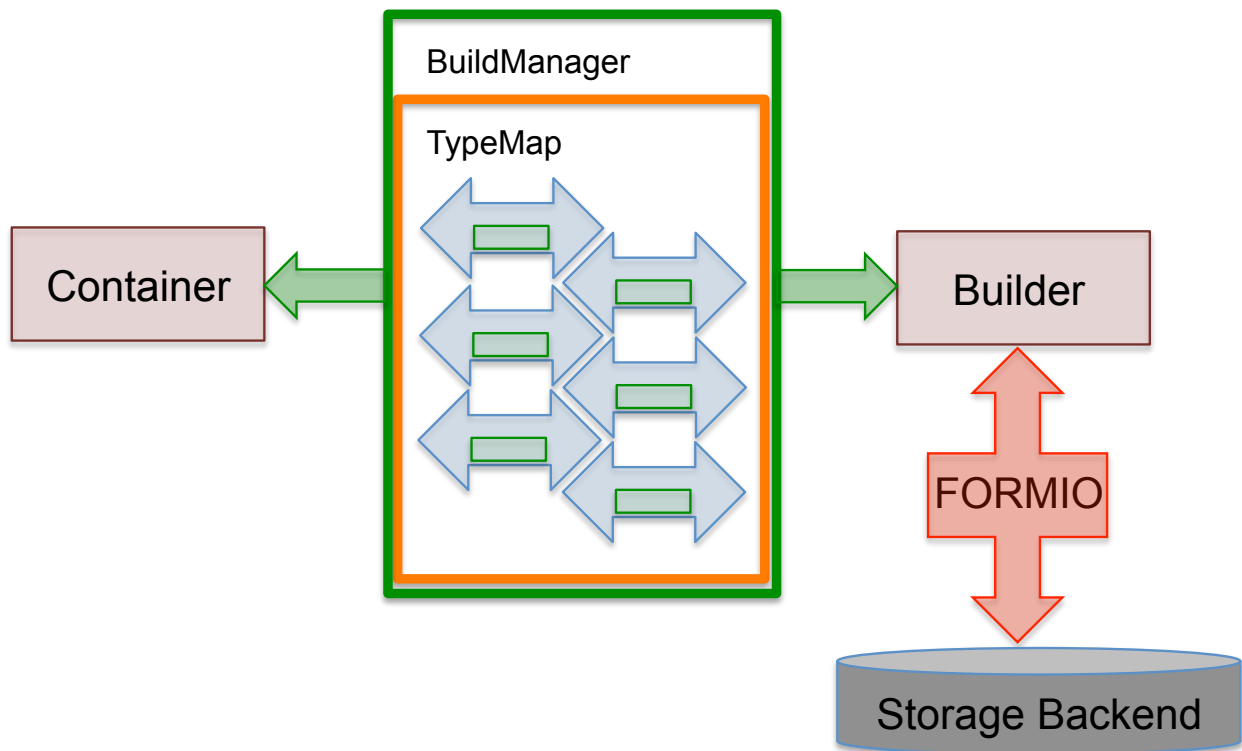 BuildManager
TypeMap
Container
Builder
FORMIO
Storage Backend